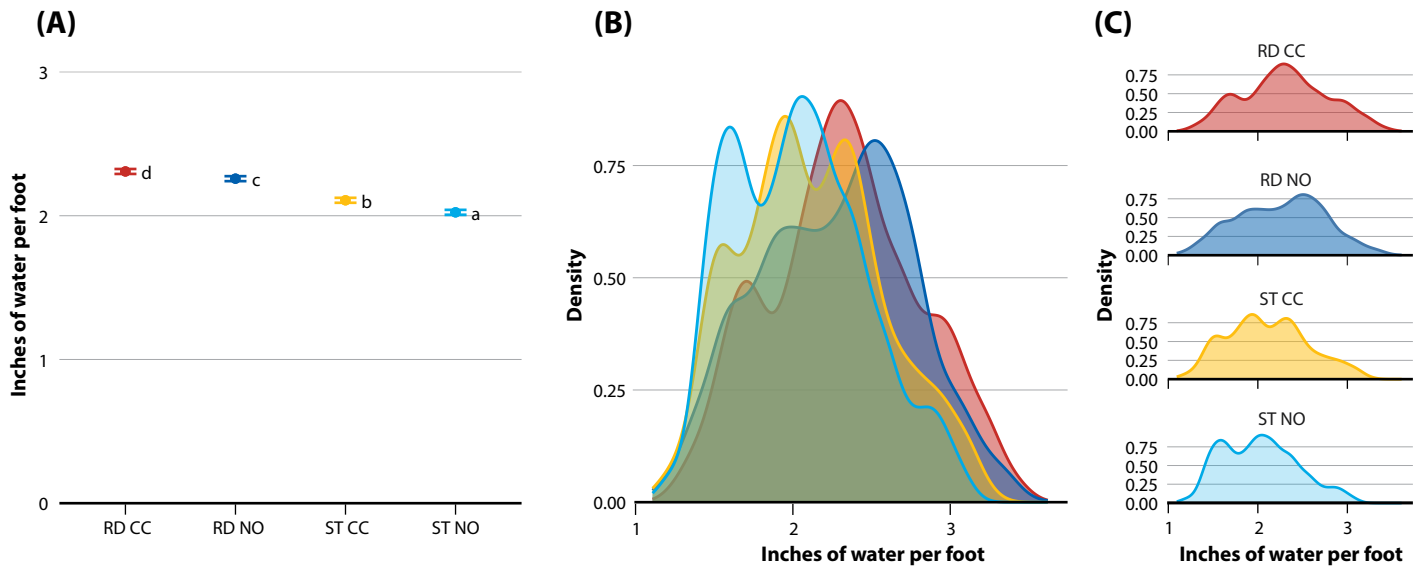 (A)
Inches of water per foot
3
2
1
0
d
c
b
a
RD CC
RD NO
ST CC
ST NO
(B)
Density
0.75
0.50
0.25
0.00
1
2
3
Inches of water per foot
(C)
Density
RD CC
0.75
0.50
0.25
0.00
RD NO
0.75
0.50
0.25
0.00
ST CC
0.75
0.50
0.25
0.00
ST NO
0.75
0.50
0.25
0.00
1
2
3
Inches of water per foot